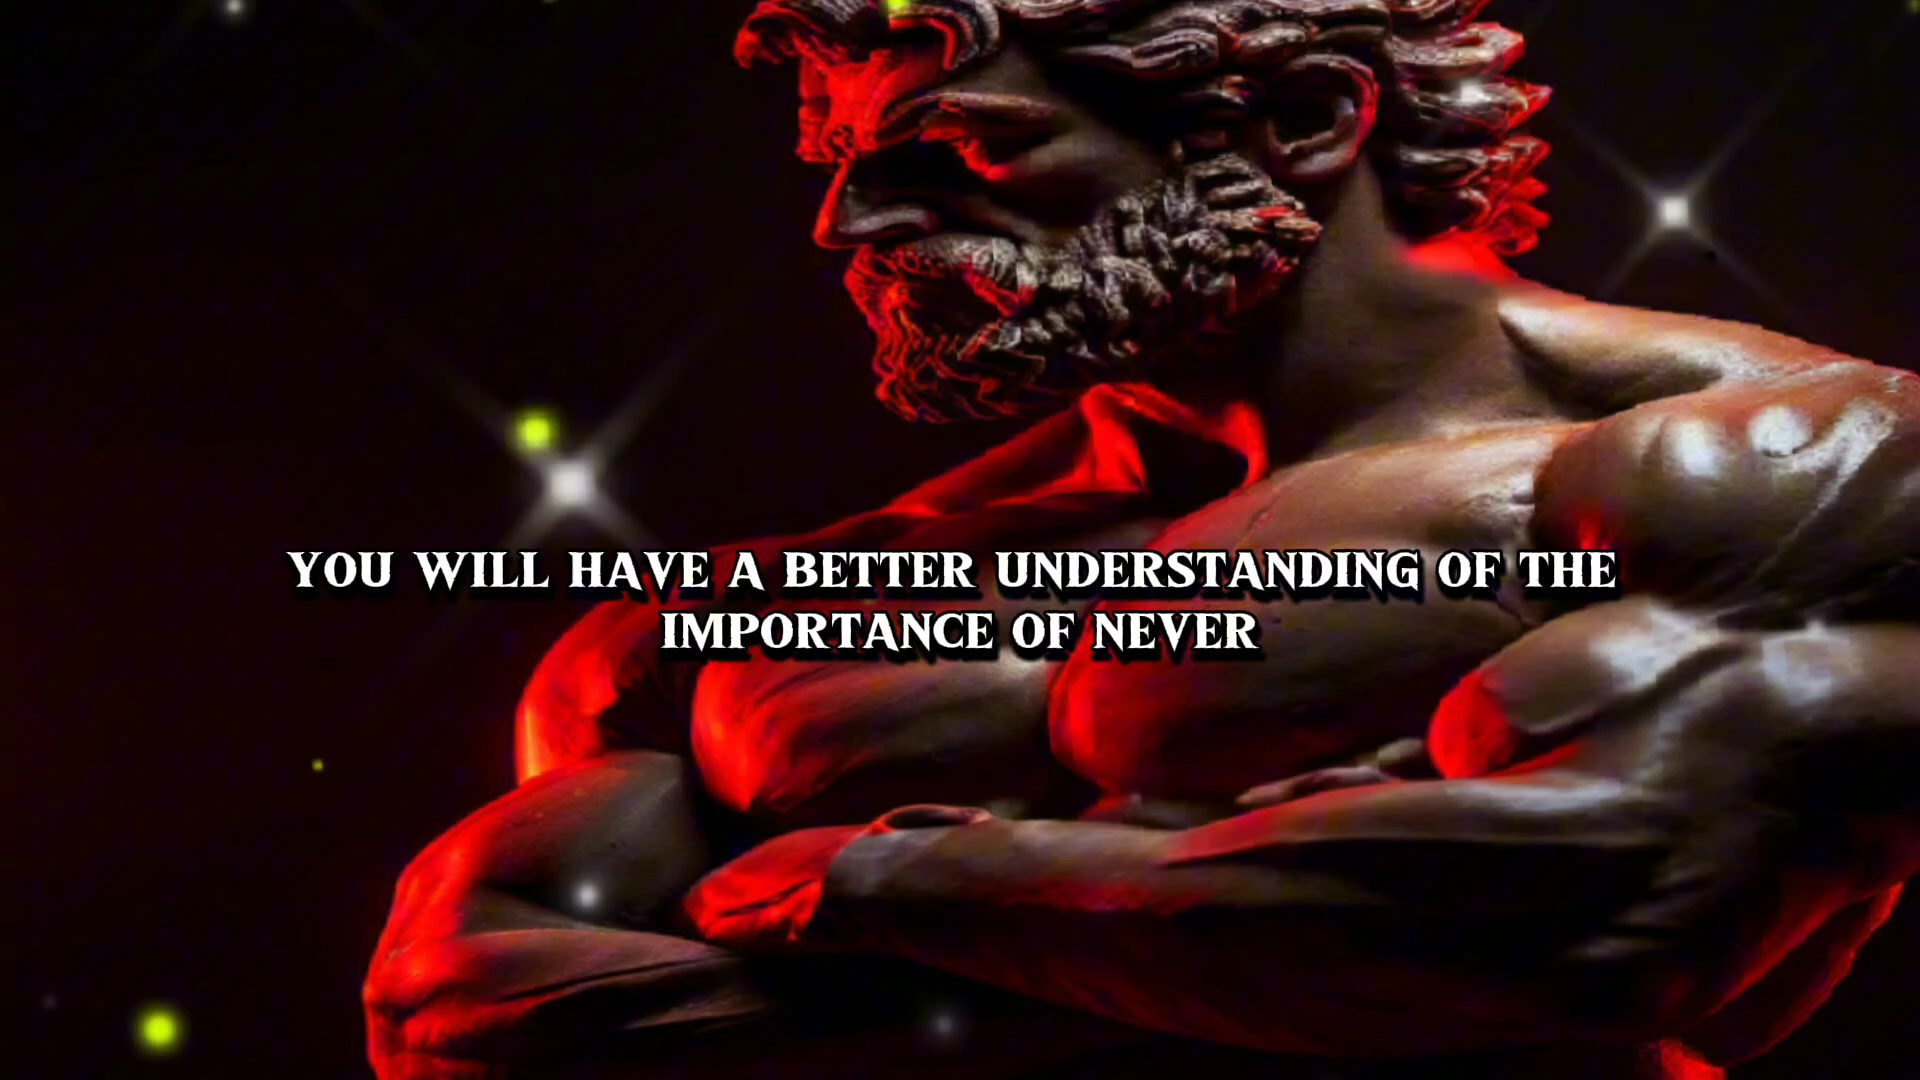 YOU WILL HAVE A BETTER UNDERSTANDING OF THE
IMPORTANCE OF NEVER